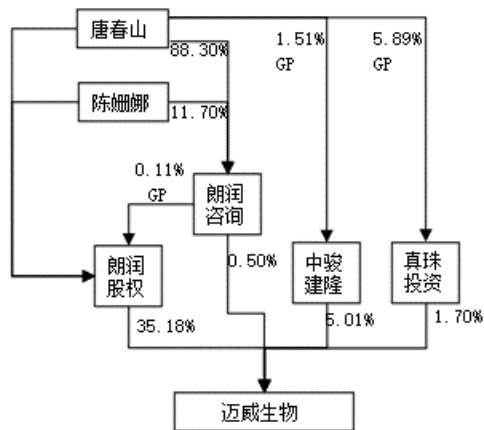 唐春山
88.30%
1.51%
GP
5.89%
GP
陈姗娜
11.70%
0.11%
GP
朗润
咨询
朗润
股权
0.50%
中骏
建隆
真珠
投资
35.18%
5.01%
1.70%
迈威生物